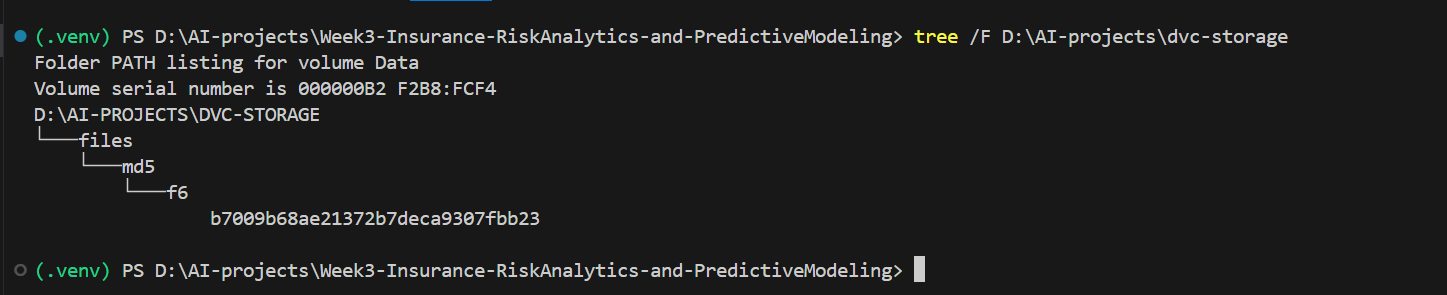 (.venv) PS D:\AI-projects\Week3-Insurance-RiskAnalytics-and-PredictiveModeling> tree /F D:\AI-projects\dvc-storage
Folder PATH listing for volume Data
Volume serial number is 000000B2 F2B8:FCF4
D:\AI-PROJECTS\DVC-STORAGE
└───files
    └───md5
        └───f6
                b7009b68ae21372b7deca9307fbb23
(.venv) PS D:\AI-projects\Week3-Insurance-RiskAnalytics-and-PredictiveModeling>